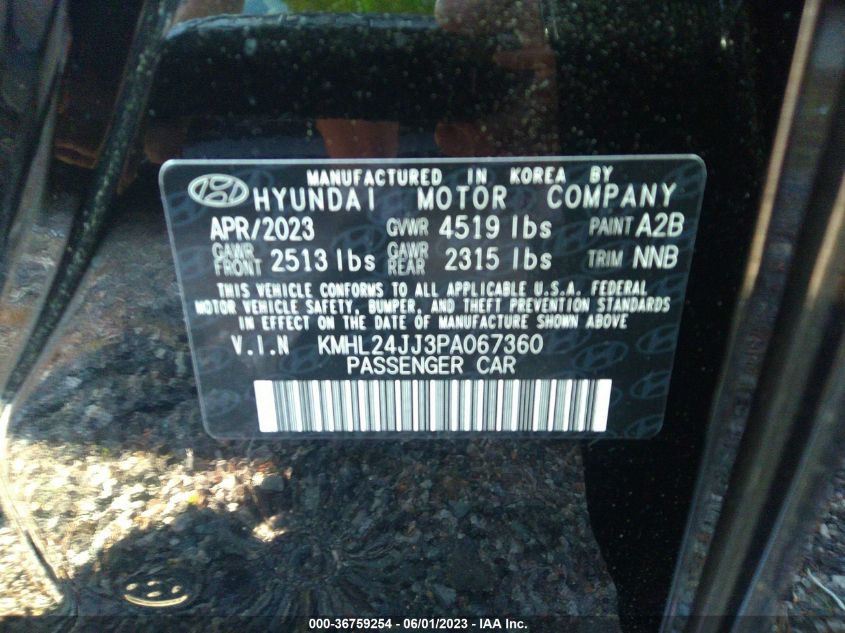 MANUFACTURED IN KOREA BY
HYUNDAI MOTOR COMPANY
APR/2023 GVWR 4519 lbs PAINT A2B
GAWR FRONT 2513 lbs GAWR REAR 2315 lbs TRIM NNB
THIS VEHICLE CONFORMS TO ALL APPLICABLE U.S.A. FEDERAL
MOTOR VEHICLE SAFETY, BUMPER, AND THEFT PREVENTION STANDARDS
IN EFFECT ON THE DATE OF MANUFACTURE SHOWN ABOVE
V.I.N KMHL24JJ3PA067360
PASSENGER CAR
000-36759254 - 06/01/2023 - IAA Inc.